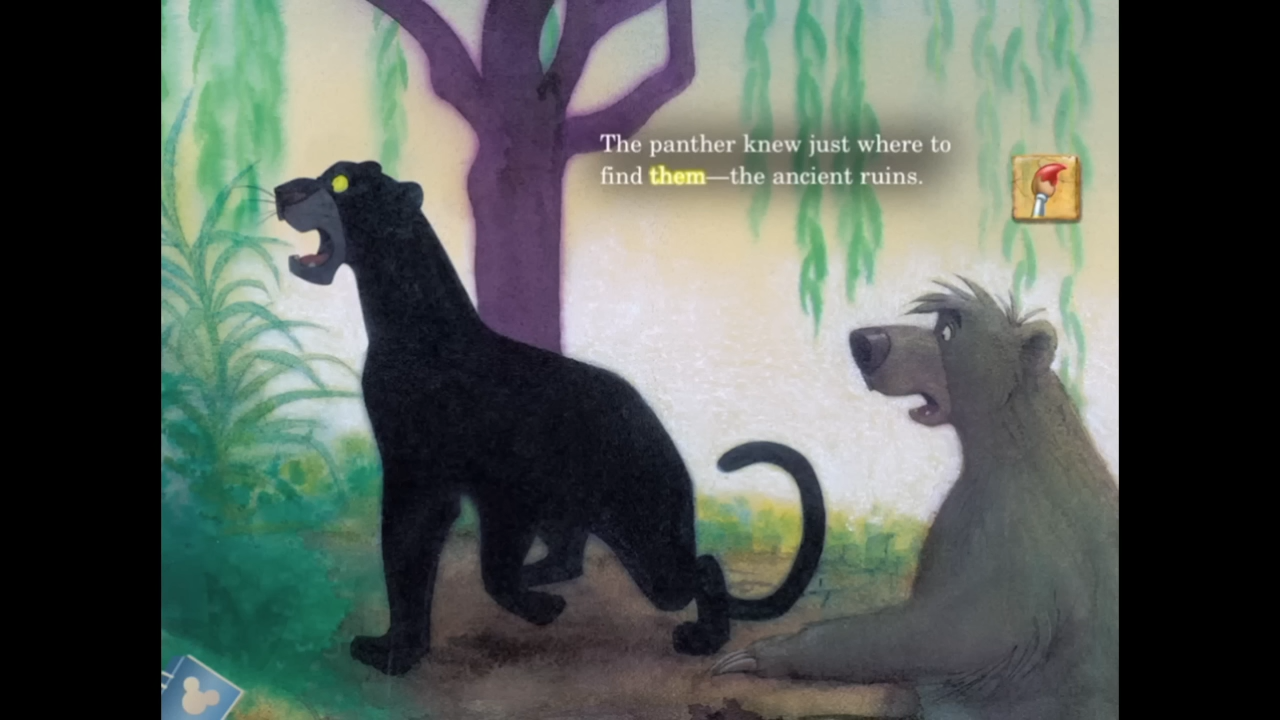 The panther knew just where to
find them—the ancient ruins.